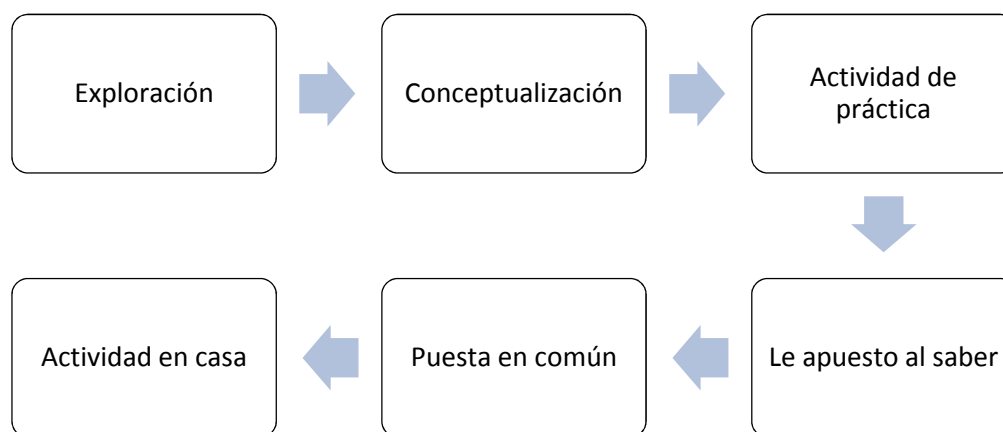 Exploración
Conceptualización
Actividad de
práctica
Le apuesto al saber
Puesta en común
Actividad en casa